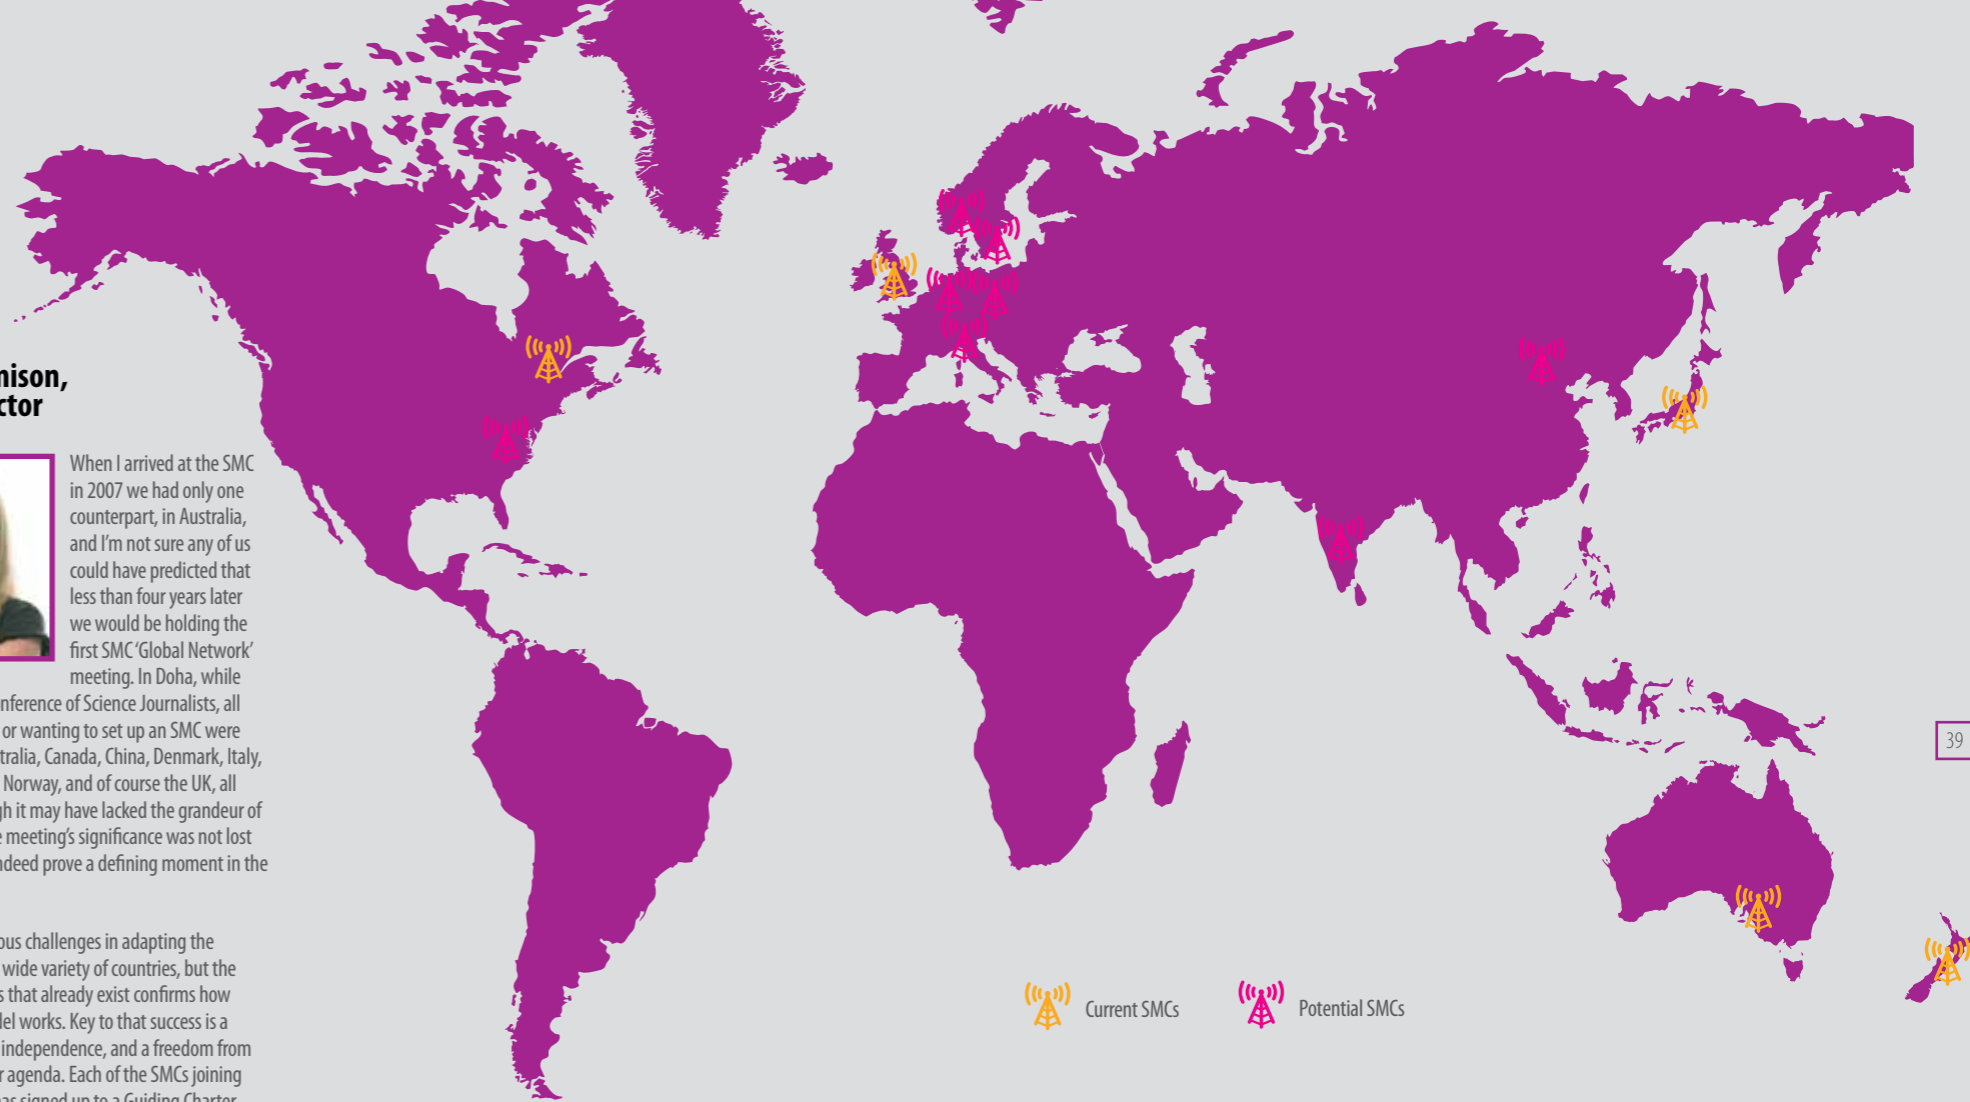 nison,
ctor
When I arrived at the SMC
in 2007 we had only one
counterpart, in Australia,
and I'm not sure any of us
could have predicted that
less than four years later
we would be holding the
first SMC 'Global Network'
meeting. In Doha, while
nference of Science Journalists, all
or wanting to set up an SMC were
tralia, Canada, China, Denmark, Italy,
Norway, and of course the UK, all
gh it may have lacked the grandeur of
e meeting's significance was not lost
ndeed prove a defining moment in the
ous challenges in adapting the
wide variety of countries, but the
s that already exist confirms how
del works. Key to that success is a
independence, and a freedom from
r agenda. Each of the SMCs joining
has signed up to a Guiding Charter
39
Current SMCs
Potential SMCs